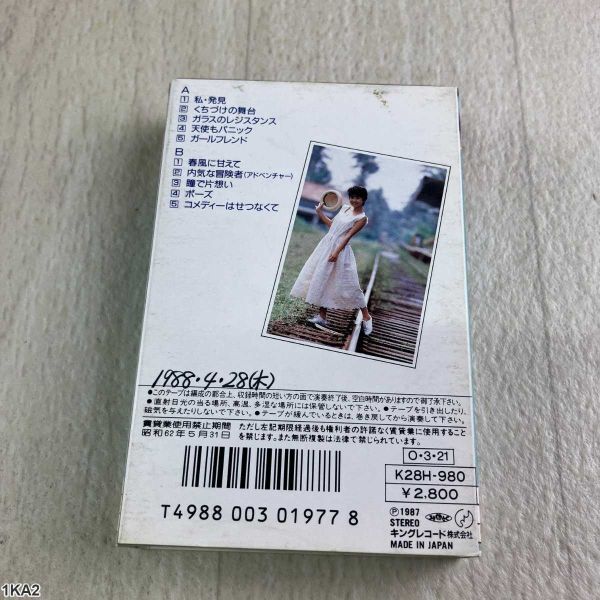 A
1 私・発見
2 くちづけの舞台
3 ガラスのレジスタンス
4 天使もパニック
5 ガールフレンド
B
1 春風に甘えて
2 内気な冒険者(アドベンチャー)
3 瞳で片想い
4 ポーズ
5 コメディーはせつなくて
1988・4・28(木)
●このテープは編成の都合上、収録時間の短い方の面で演奏終了後、空白時間がありますので御了承下さい。
●直射日光の当る場所、高温、多湿な場所には保管しないで下さい。●テープを引き出したり、
磁気を与えたりしないで下さい。●テープが緩んでいるときは、巻き戻してから演奏して下さい。
賃貸業使用禁止期間
昭和62年5月31日
ただし左記期限経過後も権利者の許諾なく賃貸業に使用すること
を禁じます。また無断複製は法律で禁じられています。
O・3・21
K28H-980
¥2,800
T4988 003 01977 8
Ⓟ1987
STEREO
キングレコード株式会社
MADE IN JAPAN
1KA2